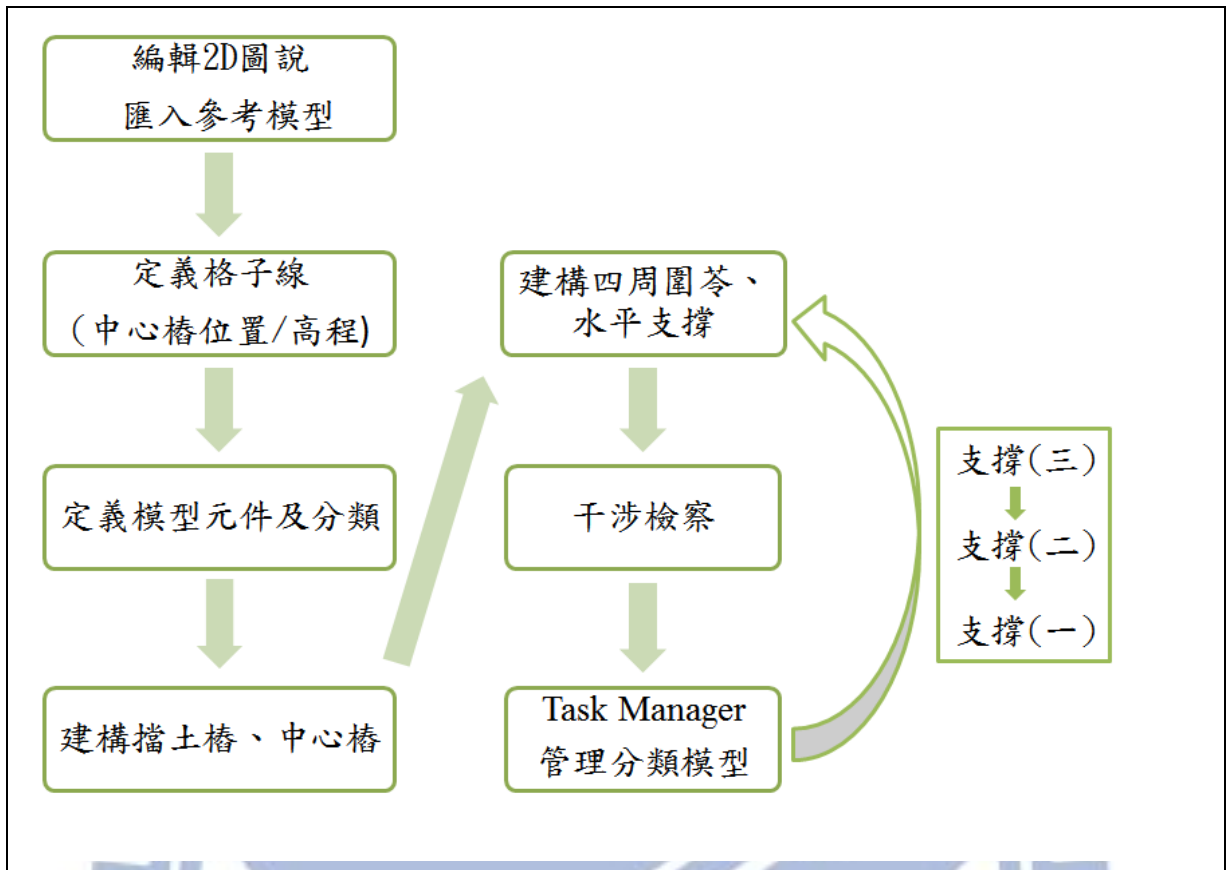 編輯2D圖說
匯入參考模型
定義格子線
(中心樁位置/高程)
定義模型元件及分類
建構擋土樁、中心樁
建構四周圍苓、
水平支撐
干涉檢察
Task Manager
管理分類模型
支撐(三)
支撐(二)
支撐(一)